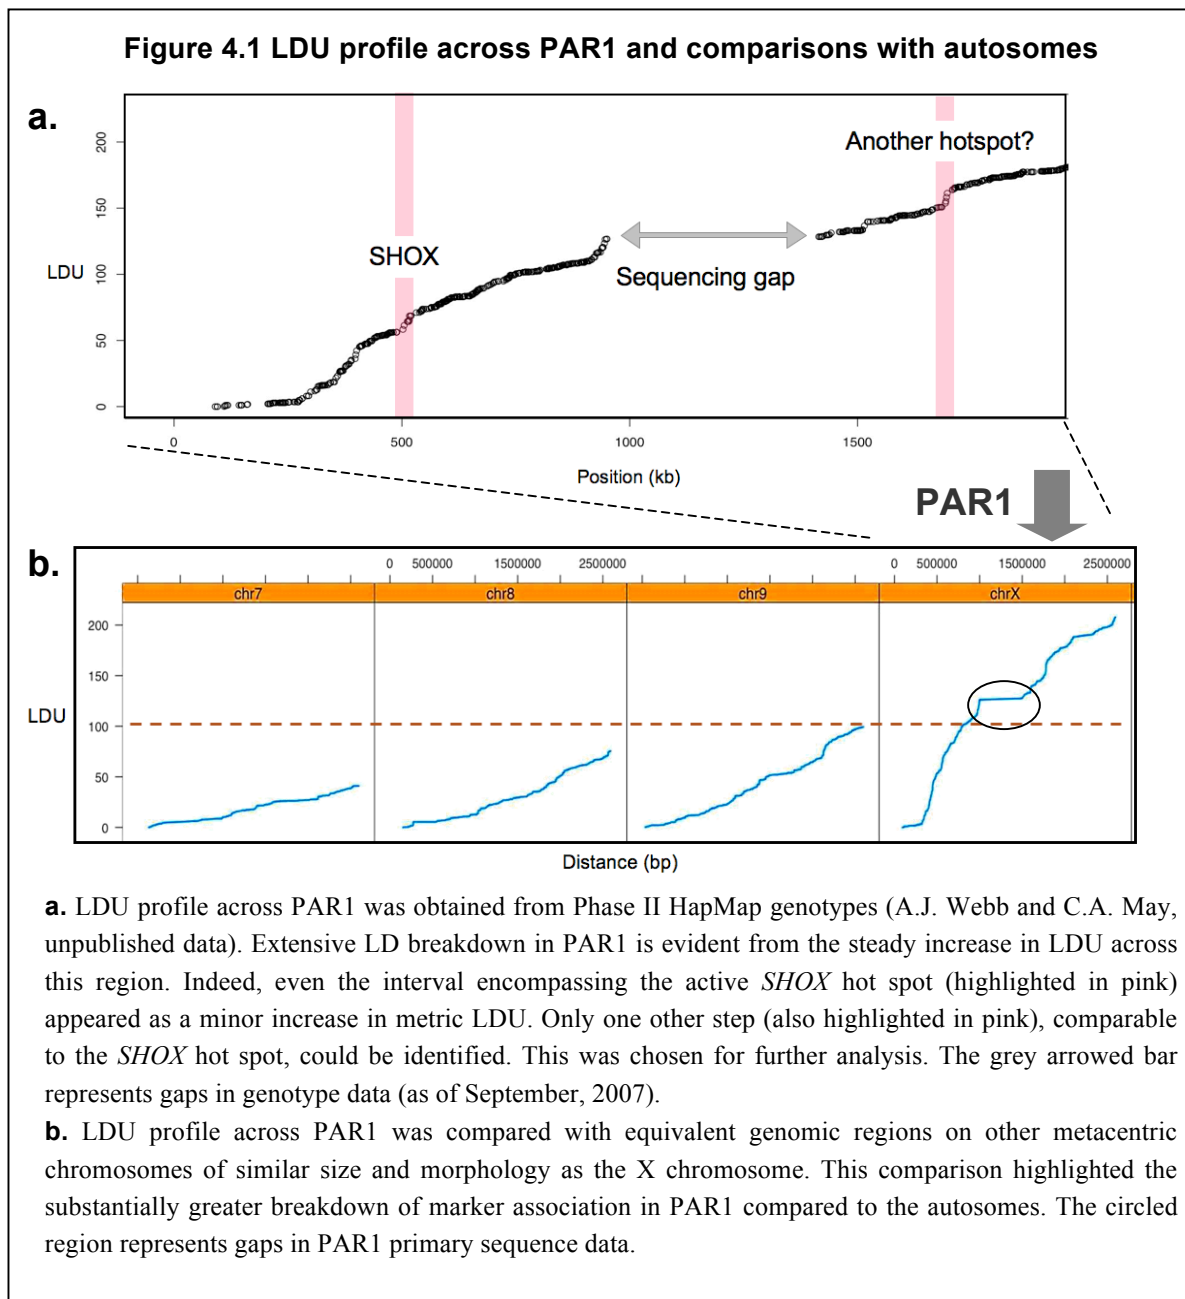 Figure 4.1 LDU profile across PAR1 and comparisons with autosomes
a.
200
150
100
50
0
LDU
SHOX
Sequencing gap
Another hotspot?
0 500 1000 1500
Position (kb)
PAR1
b.
0 500000 1500000 2500000 0 500000 1500000 2500000
chr7 chr8 chr9 chrX
200
150
100
50
0
LDU
Distance (bp)
a. LDU profile across PAR1 was obtained from Phase II HapMap genotypes (A.J. Webb and C.A. May,
unpublished data). Extensive LD breakdown in PAR1 is evident from the steady increase in LDU across
this region. Indeed, even the interval encompassing the active SHOX hot spot (highlighted in pink)
appeared as a minor increase in metric LDU. Only one other step (also highlighted in pink), comparable
to the SHOX hot spot, could be identified. This was chosen for further analysis. The grey arrowed bar
represents gaps in genotype data (as of September, 2007).
b. LDU profile across PAR1 was compared with equivalent genomic regions on other metacentric
chromosomes of similar size and morphology as the X chromosome. This comparison highlighted the
substantially greater breakdown of marker association in PAR1 compared to the autosomes. The circled
region represents gaps in PAR1 primary sequence data.